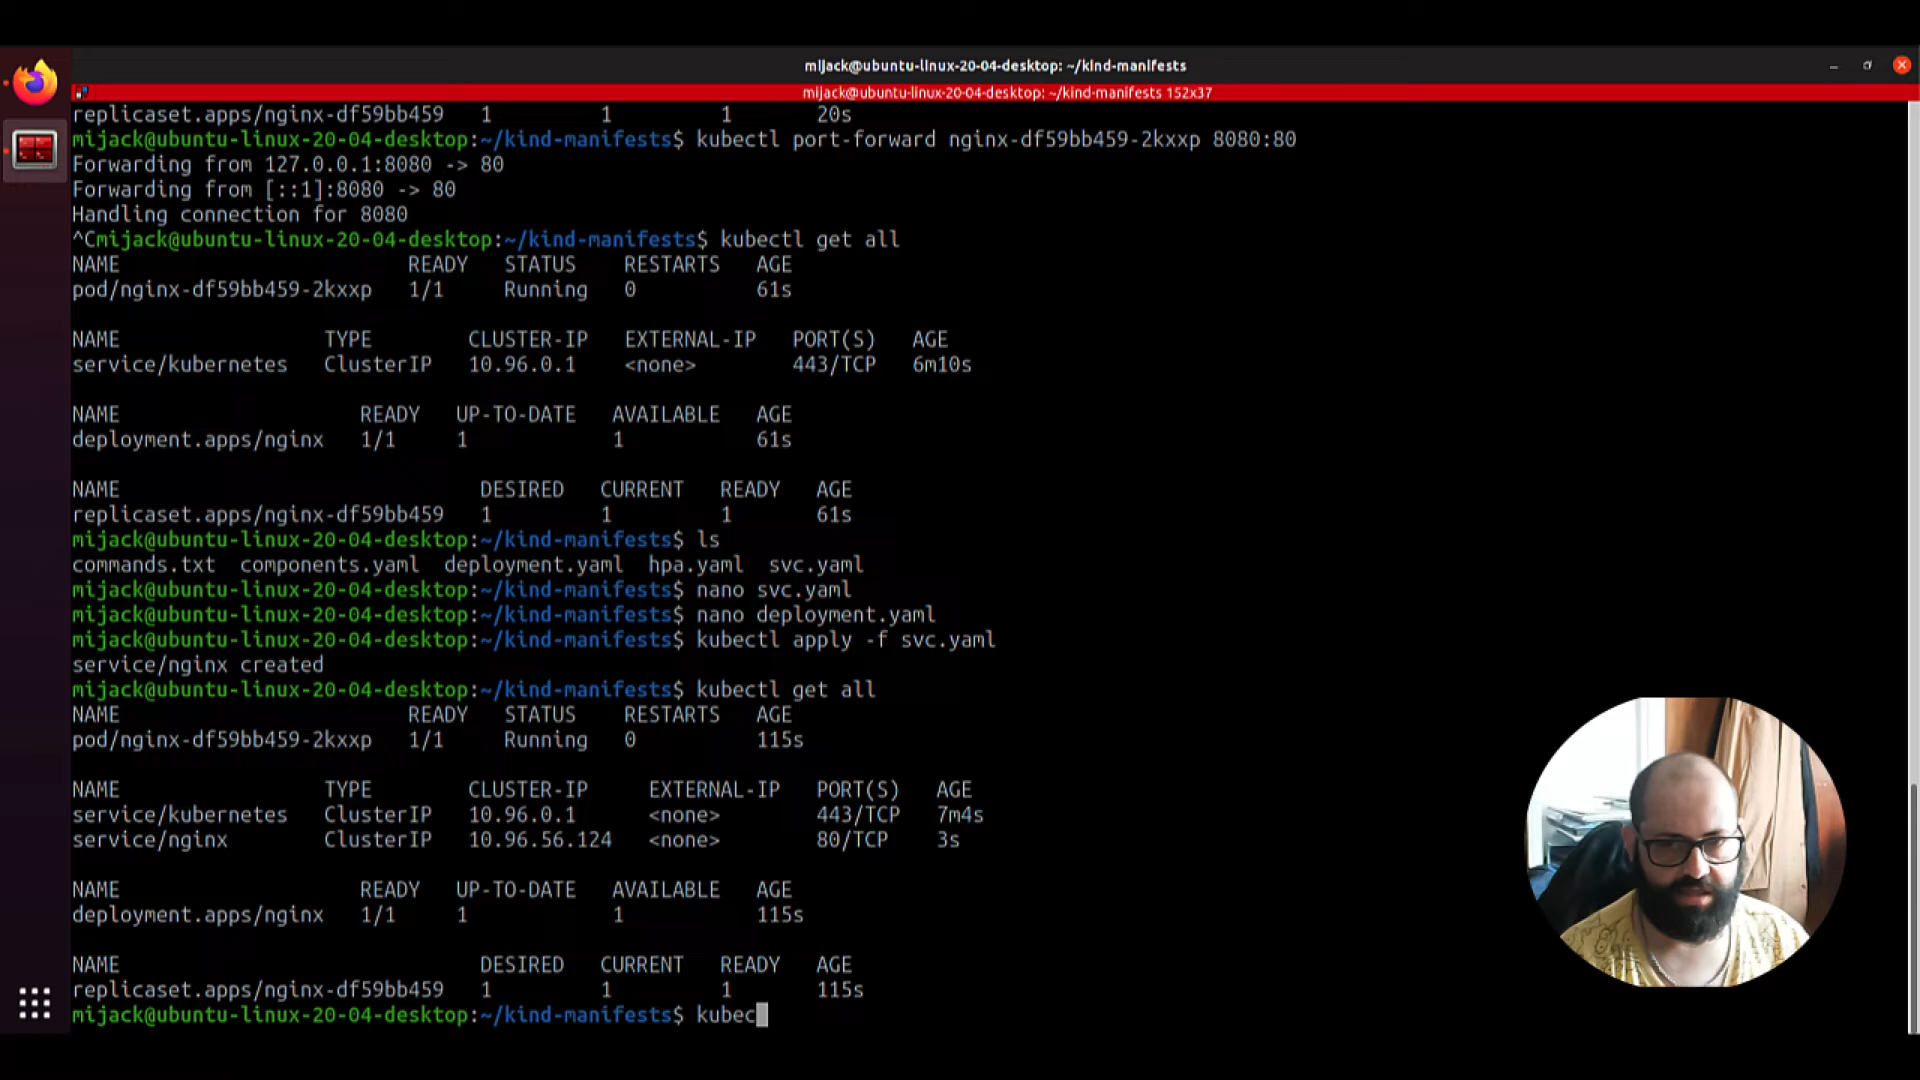 mijack@ubuntu-linux-20-04-desktop: ~/kind-manifests
mijack@ubuntu-linux-20-04-desktop: ~/kind-manifests 152x37
replicaset.apps/nginx-df59bb459   1         1         1       20s
mijack@ubuntu-linux-20-04-desktop:~/kind-manifests$ kubectl port-forward nginx-df59bb459-2kxxp 8080:80
Forwarding from 127.0.0.1:8080 -> 80
Forwarding from [::1]:8080 -> 80
Handling connection for 8080
^Cmijack@ubuntu-linux-20-04-desktop:~/kind-manifests$ kubectl get all
NAME                        READY   STATUS    RESTARTS   AGE
pod/nginx-df59bb459-2kxxp   1/1     Running   0          61s
NAME                 TYPE        CLUSTER-IP   EXTERNAL-IP   PORT(S)   AGE
service/kubernetes   ClusterIP   10.96.0.1    <none>        443/TCP   6m10s
NAME                    READY   UP-TO-DATE   AVAILABLE   AGE
deployment.apps/nginx   1/1     1            1           61s
NAME                              DESIRED   CURRENT   READY   AGE
replicaset.apps/nginx-df59bb459   1         1         1       61s
mijack@ubuntu-linux-20-04-desktop:~/kind-manifests$ ls
commands.txt  components.yaml  deployment.yaml  hpa.yaml  svc.yaml
mijack@ubuntu-linux-20-04-desktop:~/kind-manifests$ nano svc.yaml
mijack@ubuntu-linux-20-04-desktop:~/kind-manifests$ nano deployment.yaml
mijack@ubuntu-linux-20-04-desktop:~/kind-manifests$ kubectl apply -f svc.yaml
service/nginx created
mijack@ubuntu-linux-20-04-desktop:~/kind-manifests$ kubectl get all
NAME                        READY   STATUS    RESTARTS   AGE
pod/nginx-df59bb459-2kxxp   1/1     Running   0          115s
NAME                 TYPE        CLUSTER-IP     EXTERNAL-IP   PORT(S)   AGE
service/kubernetes   ClusterIP   10.96.0.1      <none>        443/TCP   7m4s
service/nginx        ClusterIP   10.96.56.124   <none>        80/TCP    3s
NAME                    READY   UP-TO-DATE   AVAILABLE   AGE
deployment.apps/nginx   1/1     1            1           115s
NAME                              DESIRED   CURRENT   READY   AGE
replicaset.apps/nginx-df59bb459   1         1         1       115s
mijack@ubuntu-linux-20-04-desktop:~/kind-manifests$ kubec